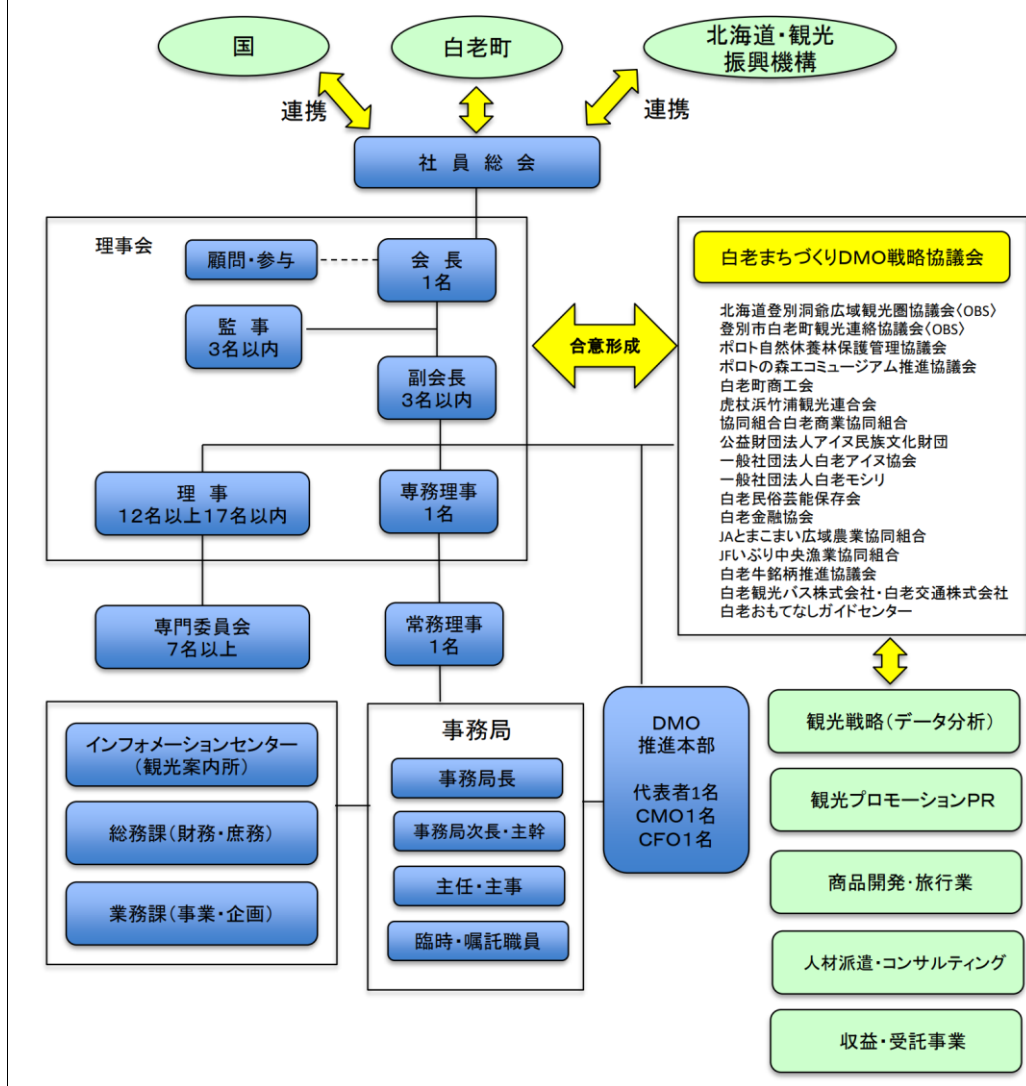 国
白老町
北海道・観光
振興機構
連携
連携
社 員 総 会
理事会
顧問・参与
会 長
1名
監 事
3名以内
副会長
3名以内
理 事
12名以上17名以内
専務理事
1名
専門委員会
7名以上
常務理事
1名
合意形成
白老まちづくりDMO戦略協議会
北海道登別洞爺広域観光圏協議会〈OBS〉
登別市白老町観光連絡協議会〈OBS〉
ポロト自然休養林保護管理協議会
ポロトの森エコミュージアム推進協議会
白老町商工会
虎杖浜竹浦観光連合会
協同組合白老商業協同組合
公益財団法人アイヌ民族文化財団
一般社団法人白老アイヌ協会
一般社団法人白老モシリ
白老民俗芸能保存会
白老金融協会
JAとまこまい広域農業協同組合
JFいぶり中央漁業協同組合
白老牛銘柄推進協議会
白老観光バス株式会社・白老交通株式会社
白老おもてなしガイドセンター
インフォメーションセンター
(観光案内所)
総務課(財務・庶務)
業務課(事業・企画)
事務局
事務局長
事務局次長・主幹
主任・主事
臨時・嘱託職員
DMO
推進本部
代表者1名
CMO1名
CFO1名
観光戦略(データ分析)
観光プロモーションPR
商品開発・旅行業
人材派遣・コンサルティング
収益・受託事業